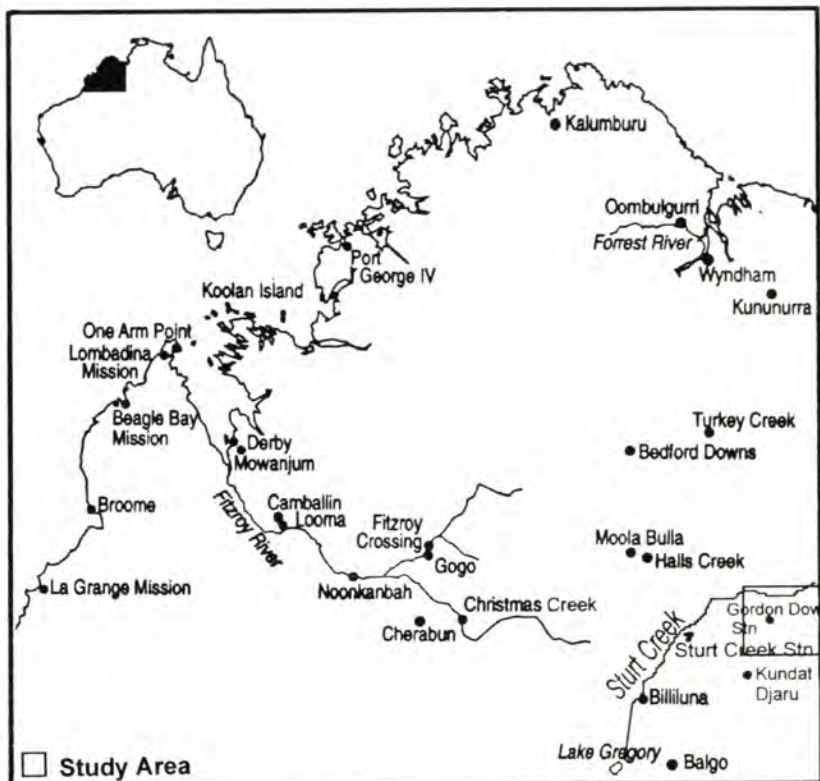 Kalumburu
Oombulgurri
Forrest River
Wyndham
Kununurra
Port
George IV
Koolan Island
One Arm Point
Lombadina
Mission
Beagle Bay
Mission
Derby
Mowanjum
Turkey Creek
Bedford Downs
Broome
Fitzroy River
Camballin
Looma
Fitzroy
Crossing
Gogo
Moola Bulla
Halls Creek
La Grange Mission
Noonkanbah
Christmas Creek
Cherabun
Gordon Dow
Stn
Sturt Creek
Sturt Creek Stn
Kundat
Djaru
Billiluna
Lake Gregory
Balgo
Study Area